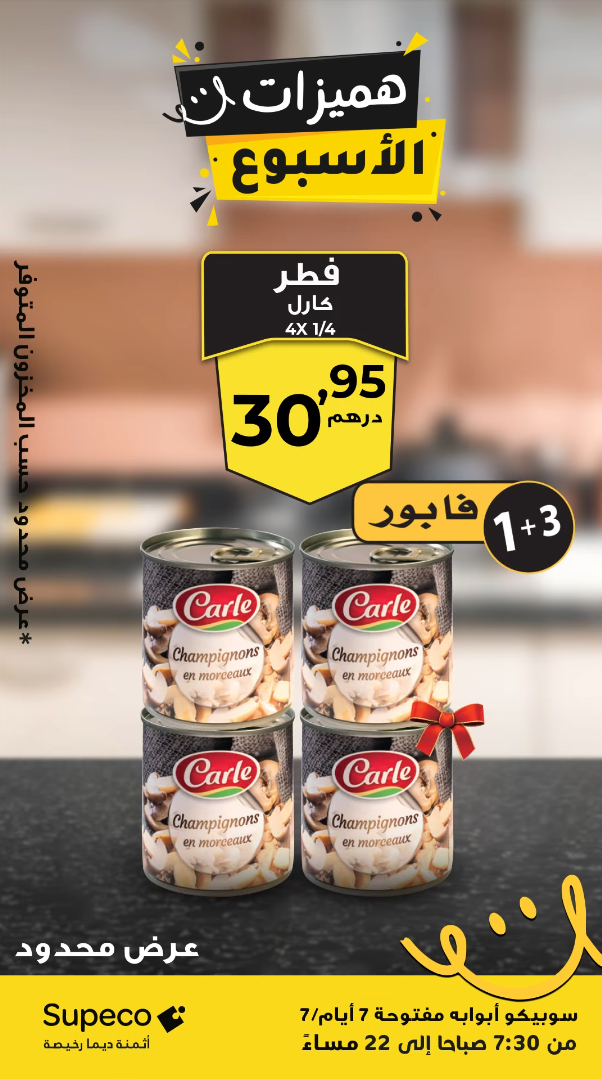 هميزات
الأسبوع
فطر
كارل
4X 1/4
30,95
درهم
فابور
1+3
Carle
Champignons
en morceaux
Carle
Champignons
en morceaux
Carle
Champignons
en morceaux
Carle
Champignons
en morceaux
*عرض محدود حسب المخزون المتوفر
عرض محدود
سوبيكو أبوابه مفتوحة 7 أيام/7
من 7:30 صباحا إلى 22 مساءً
Supeco
أثمنة ديما رخيصة